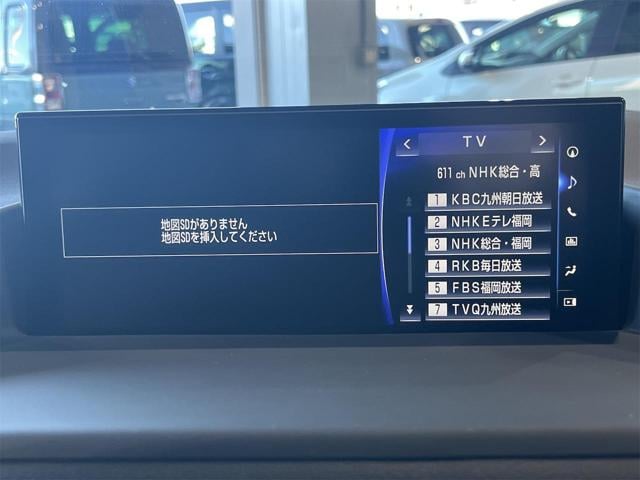 地図SDがありません
地図SDを挿入してください
TV
611 ch NHK総合・高
1 KBC九州朝日放送
2 NHKEテレ福岡
3 NHK総合・福岡
4 RKB毎日放送
5 FBS福岡放送
7 TVQ九州放送